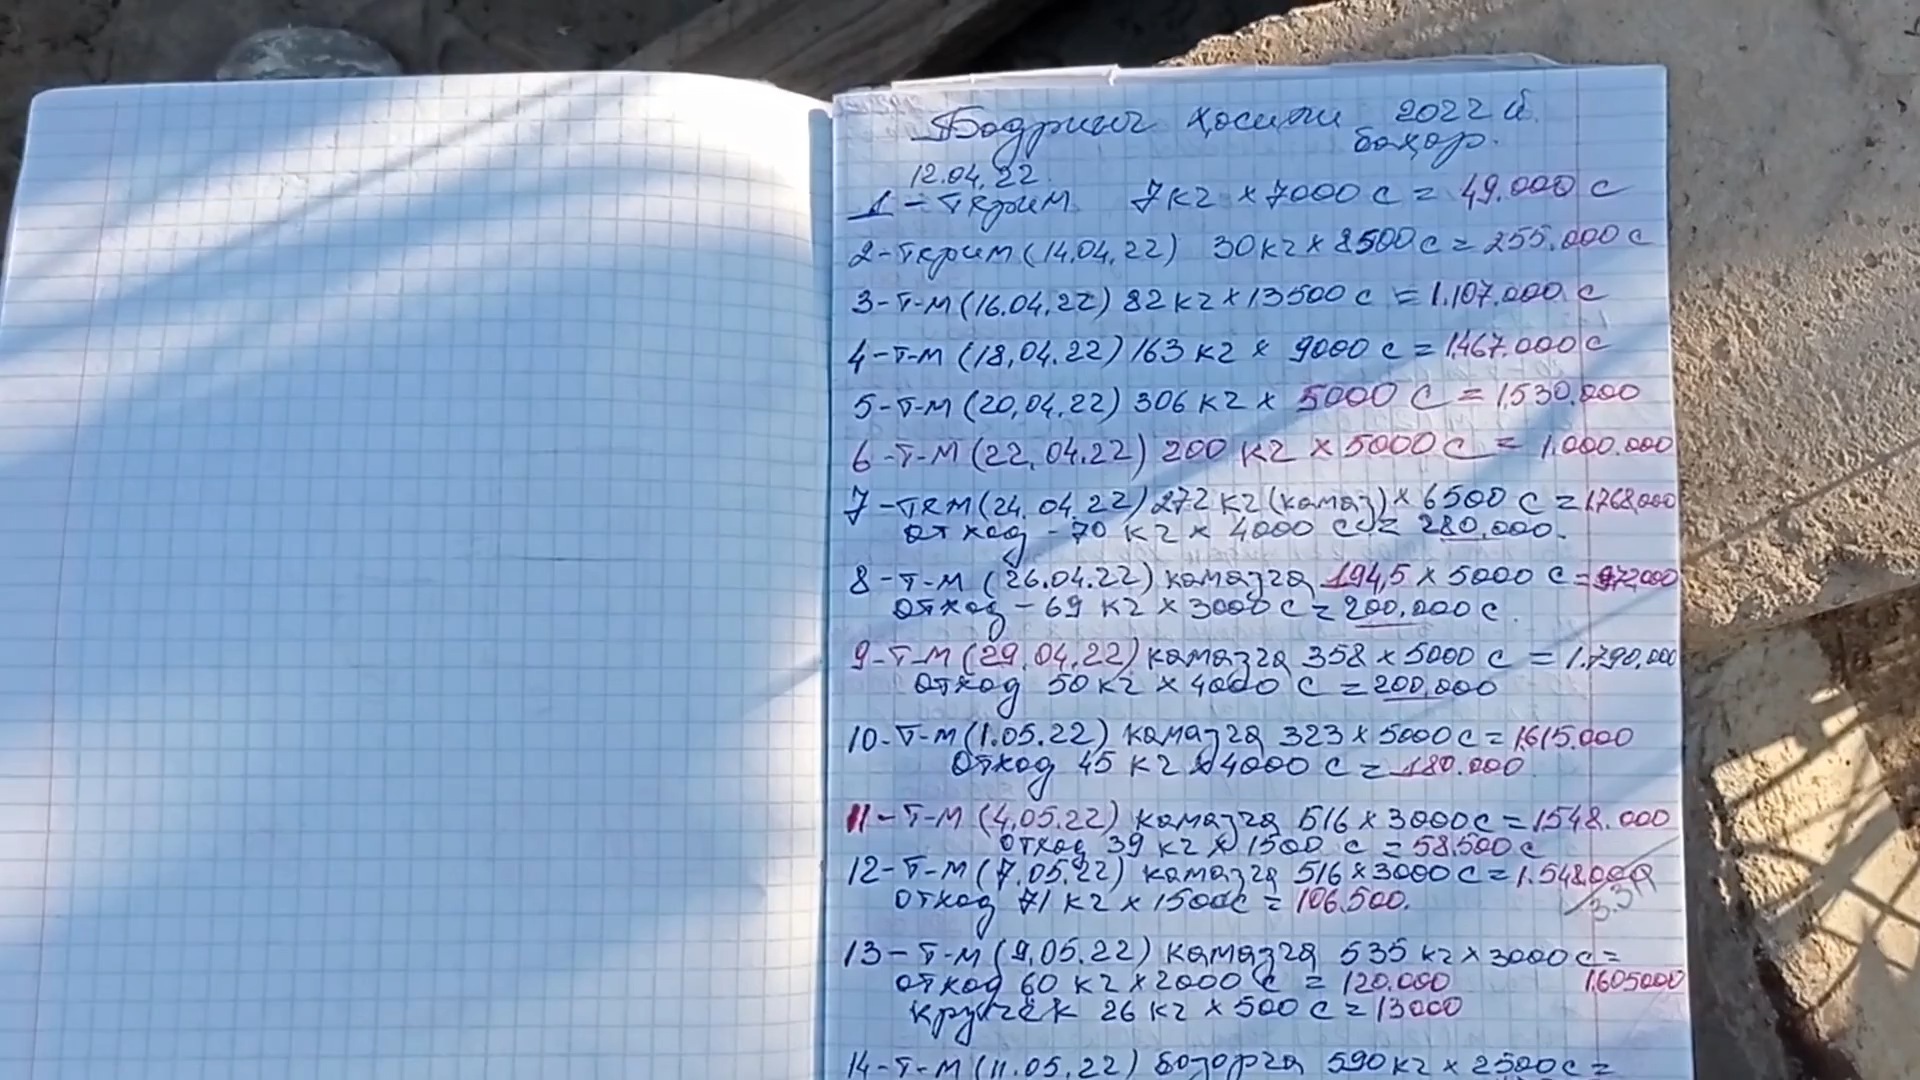 Бодринг ҳосили 2022 й.
баҳор.
12.04.22
1-Терим 7кг x 7000 с = 49.000 с
2-Терим (14.04.22) 30кг x 8500 с = 255.000 с
3-Т-М (16.04.22) 82 кг x 13500 с = 1.107.000 с
4-Т-М (18.04.22) 163 кг x 9000 с = 1467.000 с
5-Т-М (20.04.22) 306 кг x 5000 С = 1.530.000
6-Т-М (22.04.22) 200 кг x 5000 С = 1.000.000
7-ТRМ (24.04.22) 272 кг (камаз) x 6500 С = 1768.000
отход - 70 кг x 4000 с = 280.000.
8-Т-М (26.04.22) камазга 194,5 x 5000 с = 972000
отход - 69 кг x 3000 с = 200.000 с
9-Т-М (29.04.22) камазга 358 x 5000 с = 1.790.000
отход 50 кг x 4000 с = 200.000
10-Т-М (1.05.22) камазга 323 x 5000 с = 1615.000
Отход 45 кг x 4000 с = 180.000
11-Т-М (4.05.22) камазга 516 x 3000 с = 1548.000
отход 39 кг x 1500 с = 58.500 с
12-Т-М (7.05.22) камазга 516 x 3000 С = 1.548.000
отход 71 кг x 1500 с = 106.500.
13-Т-М (9.05.22) камазга 535 кг x 3000 с =
отход 60 кг x 2000 с = 120.000 1.605000
кручек 26 кг x 500 с = 13000
14-Т-М (11.05.22) бозорга 590 кг x 2500 с =